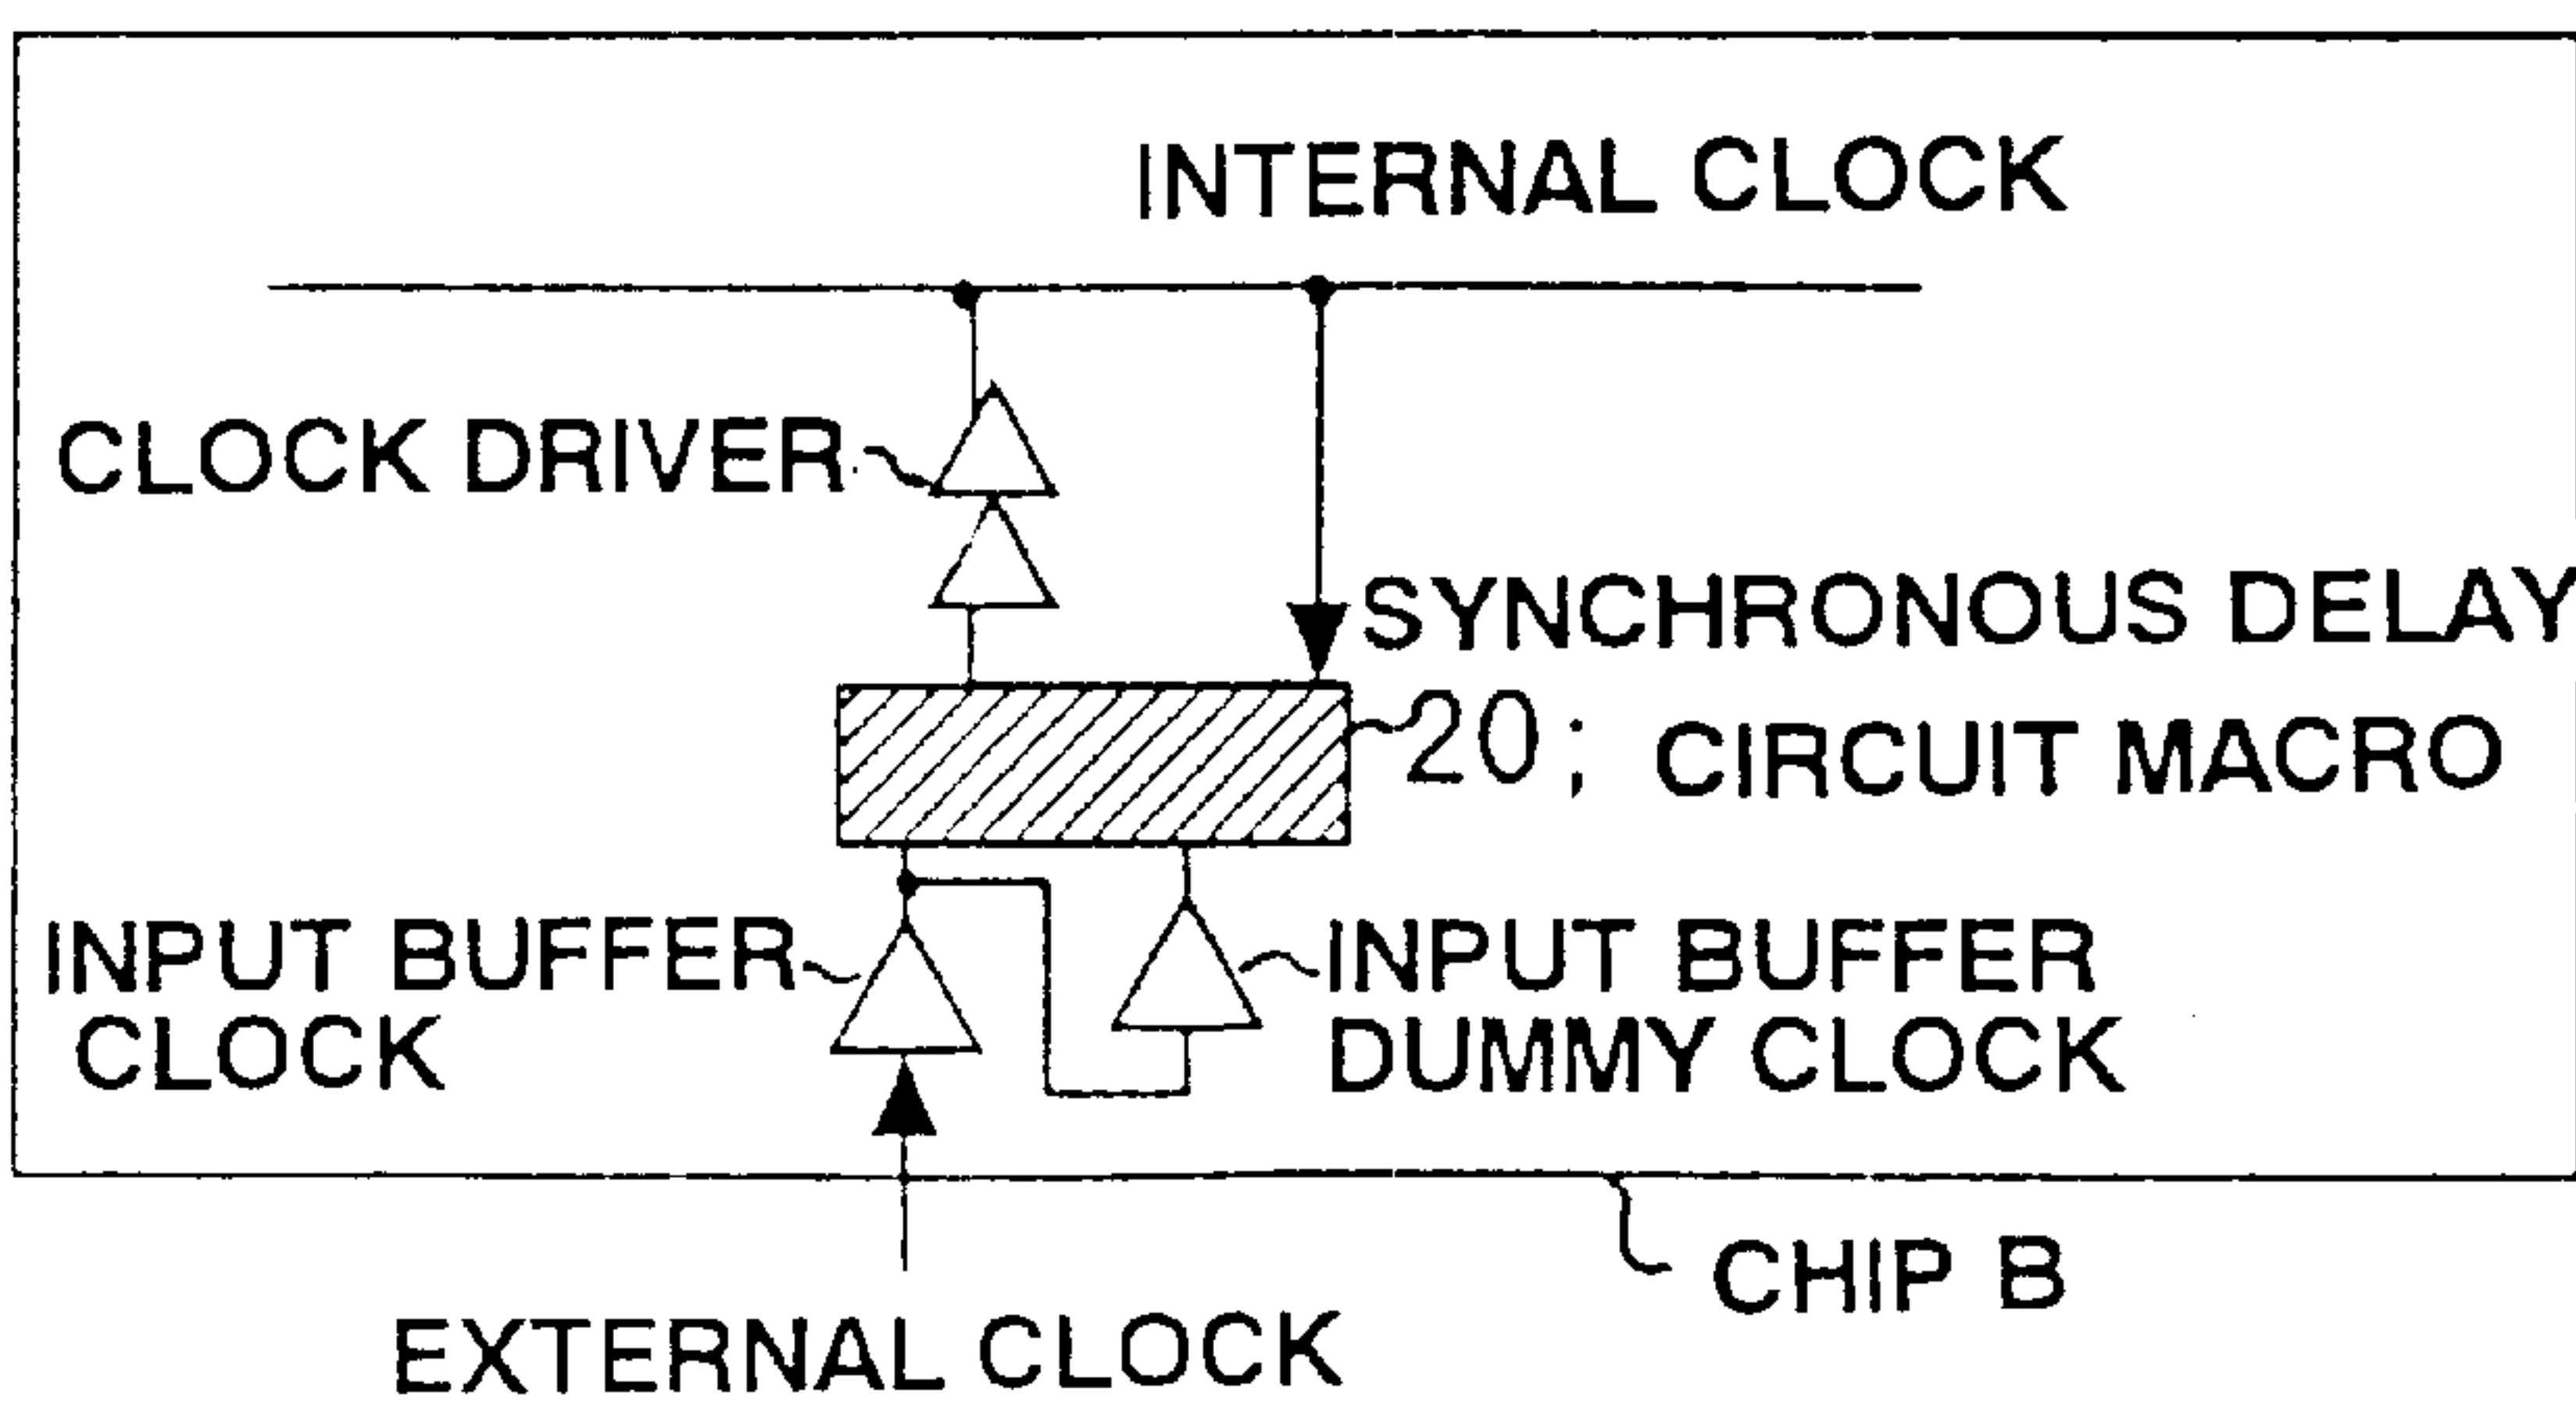 INTERNAL CLOCK
CLOCK DRIVER
SYNCHRONOUS DELAY
20; CIRCUIT MACRO
INPUT BUFFER
CLOCK
INPUT BUFFER
DUMMY CLOCK
CHIP B
EXTERNAL CLOCK